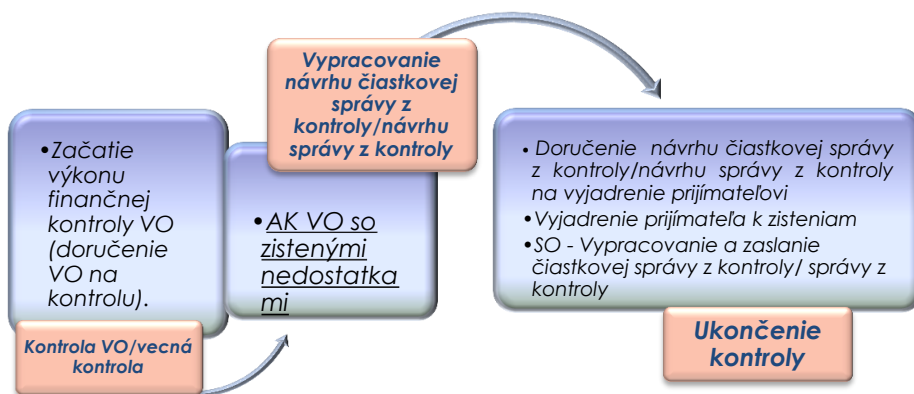 •Začatie
výkonu
finančnej
kontroly VO
(doručenie
VO na
kontrolu).
Kontrola VO/vecná
kontrola
•AK VO so
zistenými
nedostatka
mi
Vypracovanie
návrhu čiastkovej
správy z
kontroly/návrhu
správy z kontroly
• Doručenie návrhu čiastkovej správy
z kontroly/návrhu správy z kontroly
na vyjadrenie prijímateľovi
•Vyjadrenie prijímateľa k zisteniam
•SO - Vypracovanie a zaslanie
čiastkovej správy z kontroly/ správy z
kontroly
Ukončenie
kontroly